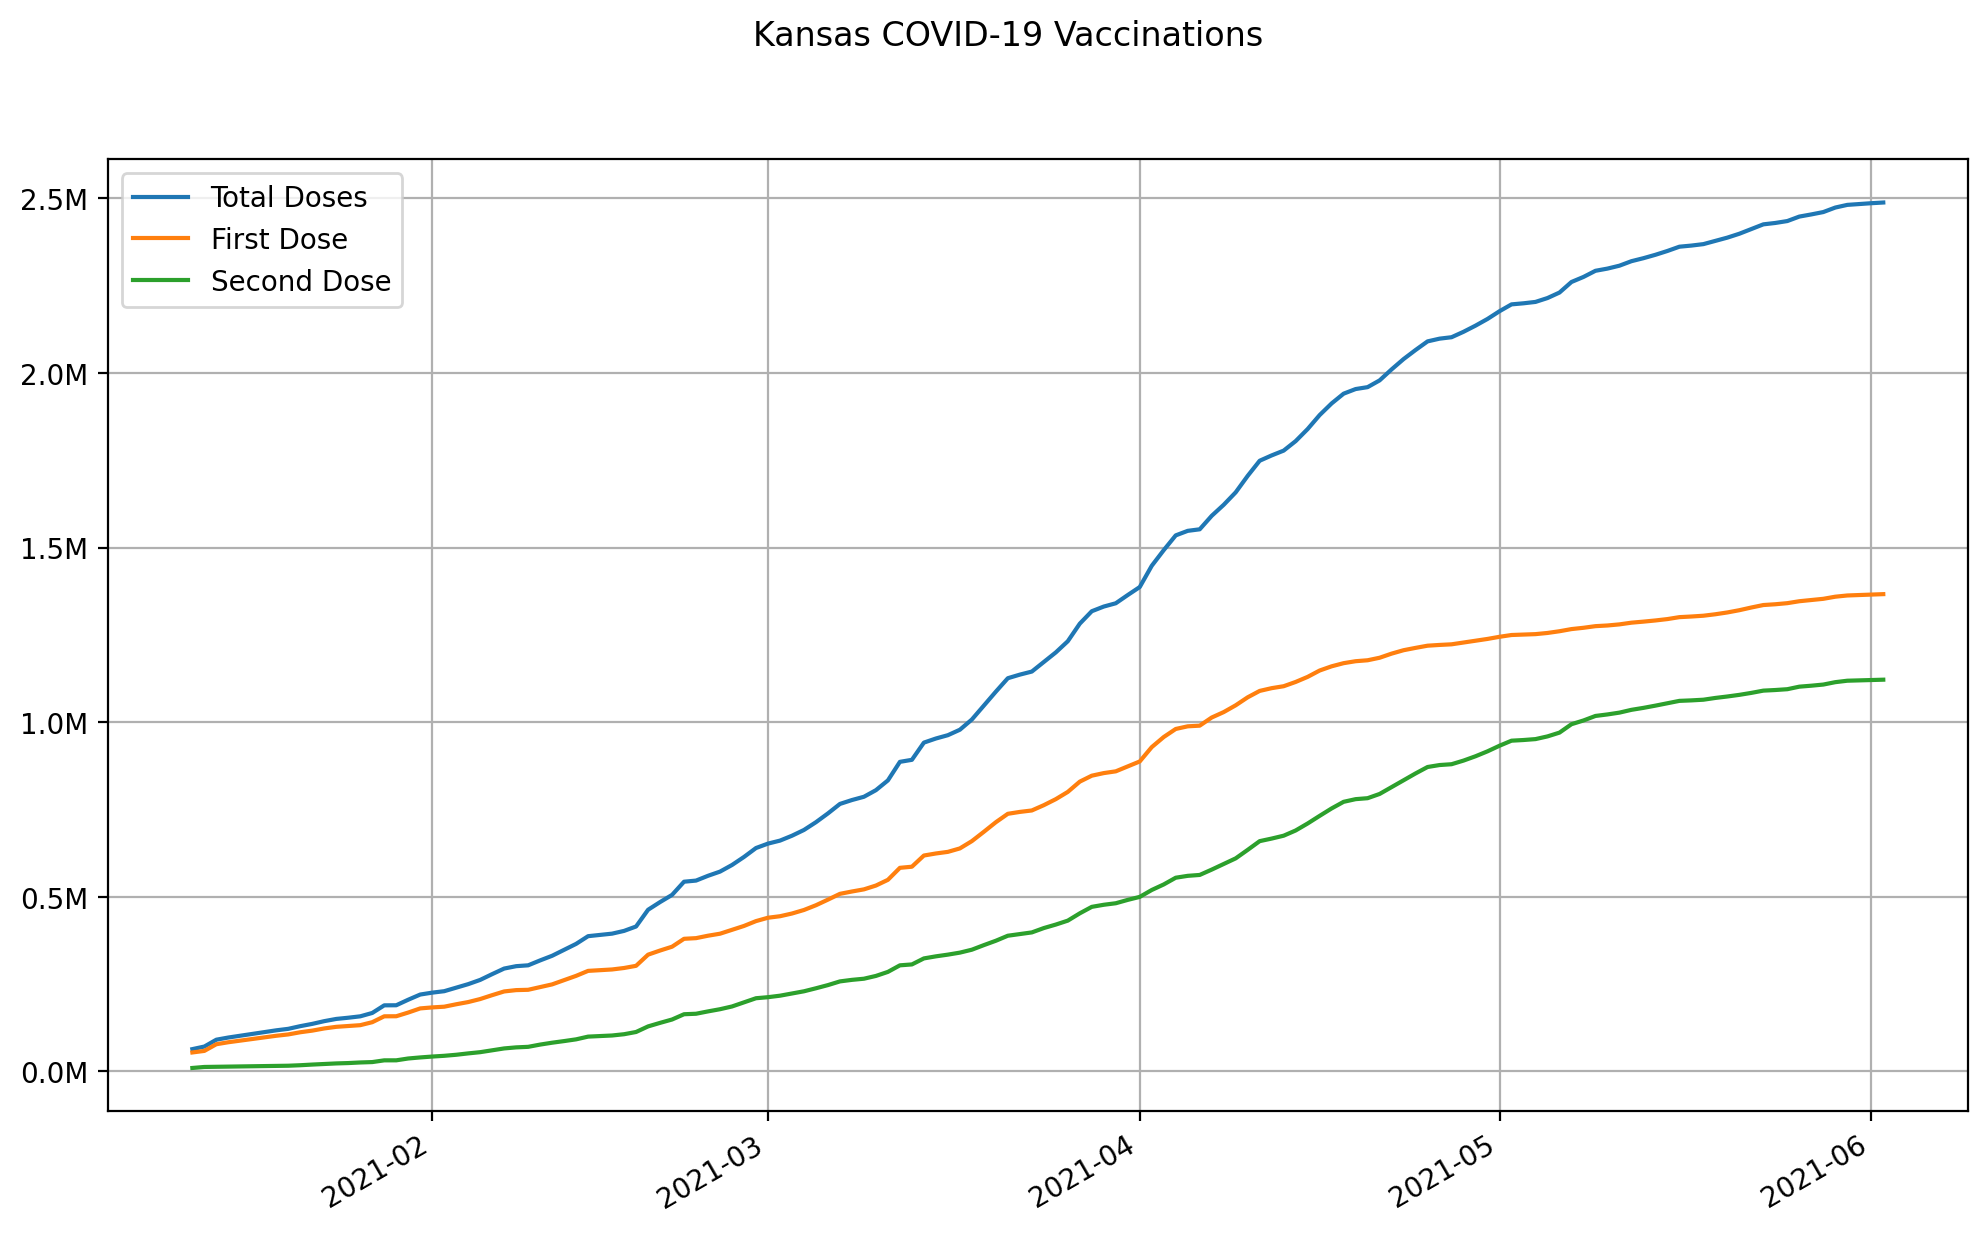 Kansas COVID-19 Vaccinations
2.5M
2.0M
1.5M
1.0M
0.5M
0.0M
Total Doses
First Dose
Second Dose
2021-02
2021-03
2021-04
2021-05
2021-06